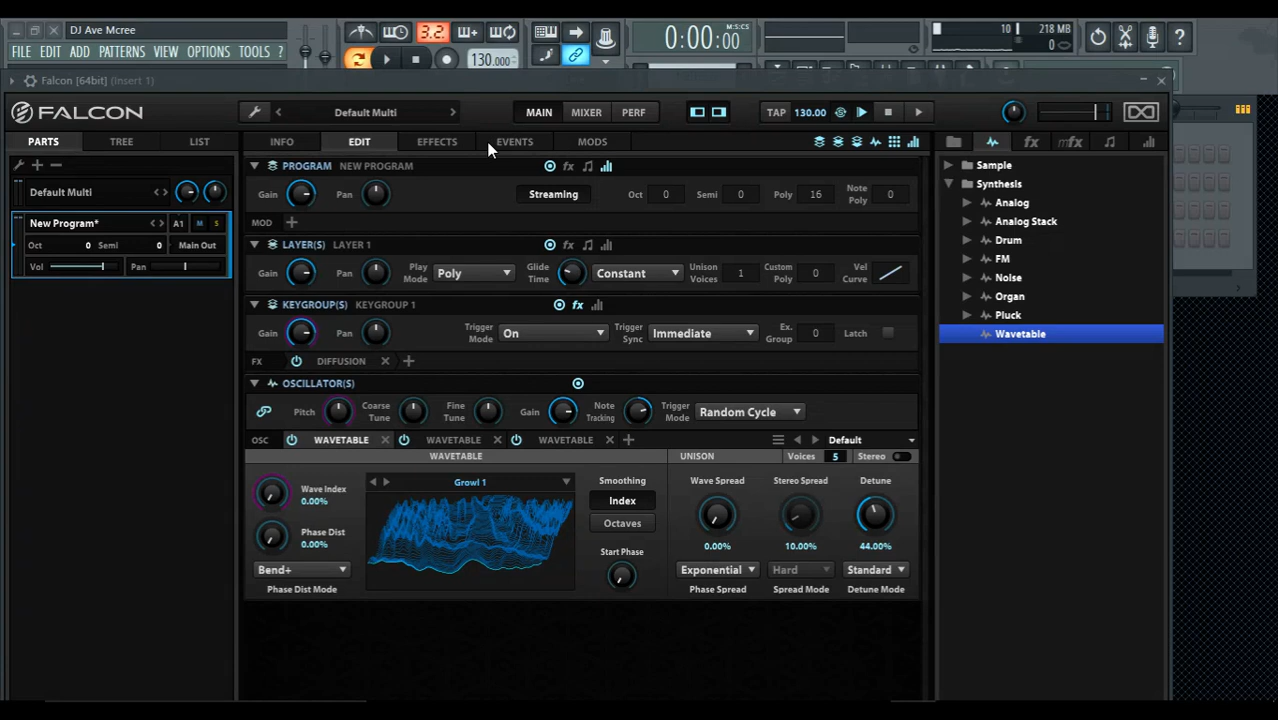 DJ Ave Mcree
FILE EDIT ADD PATTERNS VIEW OPTIONS TOOLS ?
3.2.
130.000
M:S:CS
0:00:00
10 218 MB
0
Falcon [64bit] (Insert 1)
FALCON
Default Multi
MAIN MIXER PERF
TAP 130.00
PARTS TREE LIST
INFO EDIT EFFECTS EVENTS MODS
Default Multi
New Program* A1 M S
Oct 0 Semi 0 Main Out
Vol Pan
PROGRAM NEW PROGRAM
Gain Pan Streaming Oct 0 Semi 0 Poly 16 Note Poly 0
MOD
LAYER(S) LAYER 1
Gain Pan Play Mode Poly Glide Time Constant Unison Voices 1 Custom Poly 0 Vel Curve
KEYGROUP(S) KEYGROUP 1
Gain Pan Trigger Mode On Trigger Sync Immediate Ex. Group 0 Latch
FX DIFFUSION
OSCILLATOR(S)
Pitch Coarse Tune Fine Tune Gain Note Tracking Trigger Mode Random Cycle
OSC WAVETABLE WAVETABLE WAVETABLE Default
WAVETABLE UNISON Voices 5 Stereo
Wave Index 0.00%
Phase Dist 0.00%
Bend+
Phase Dist Mode
Growl 1
Smoothing
Index
Octaves
Start Phase
Wave Spread Stereo Spread Detune
0.00% 10.00% 44.00%
Exponential Hard Standard
Phase Spread Spread Mode Detune Mode
fx mfx
Sample
Synthesis
Analog
Analog Stack
Drum
FM
Noise
Organ
Pluck
Wavetable